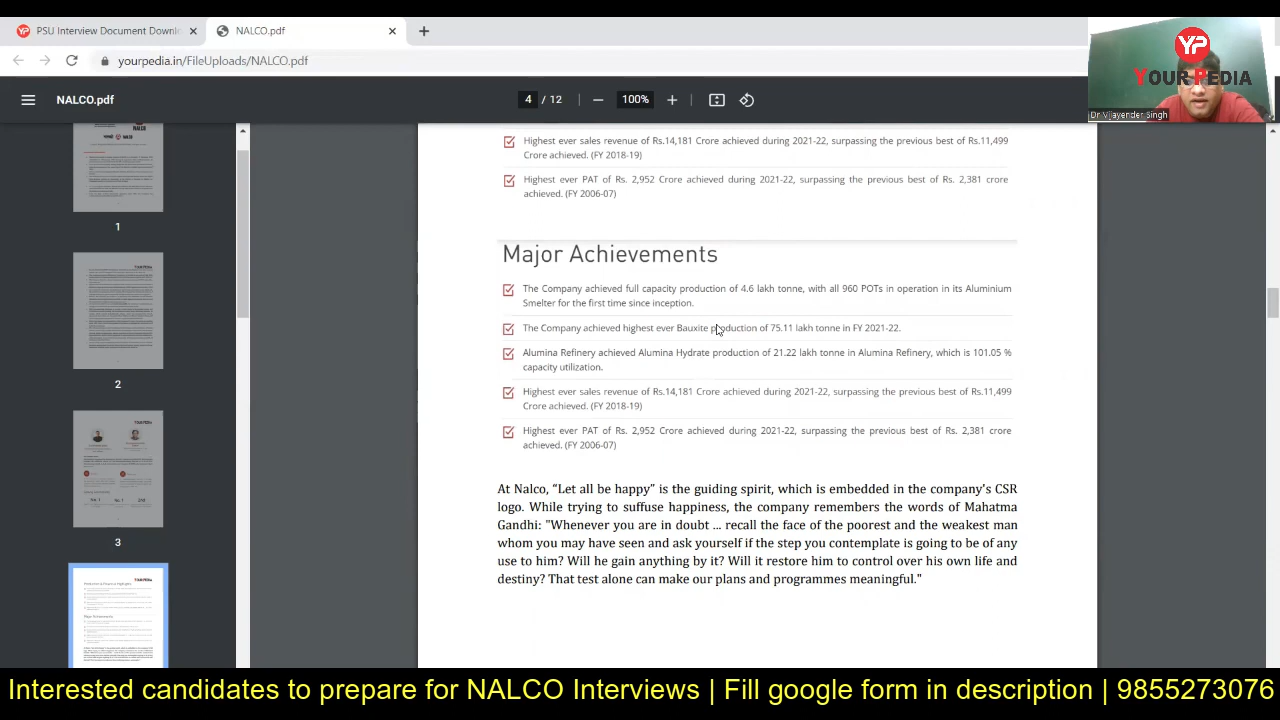 PSU Interview Document Downl
NALCO.pdf
yourpedia.in/FileUploads/NALCO.pdf
YP
YOUR PEDIA
Dr Vijayender Singh
NALCO.pdf
4 / 12
100%
1
2
3
Highest ever sales revenue of Rs.14,181 Crore achieved during 2021-22, surpassing the previous best of Rs.11,499
Crore achieved. (FY 2018-19)
Highest ever PAT of Rs. 2,952 Crore achieved during 2021-22, surpassing the previous best of Rs. 2,381 crore
achieved. (FY 2006-07)
Major Achievements
The Company achieved full capacity production of 4.6 lakh tonne, with all 960 POTs in operation in its Aluminium
Smelter for the first time since inception.
The Company achieved highest ever Bauxite production of 75.11 lakh tonne in FY 2021-22.
Alumina Refinery achieved Alumina Hydrate production of 21.22 lakh tonne in Alumina Refinery, which is 101.05 %
capacity utilization.
Highest ever sales revenue of Rs.14,181 Crore achieved during 2021-22, surpassing the previous best of Rs.11,499
Crore achieved. (FY 2018-19)
Highest ever PAT of Rs. 2,952 Crore achieved during 2021-22, surpassing the previous best of Rs. 2,381 crore
achieved. (FY 2006-07)
At Nalco, “Let all be happy” is the guiding spirit, which is embedded in the company’s CSR
logo. While trying to suffuse happiness, the company remembers the words of Mahatma
Gandhi: "Whenever you are in doubt ... recall the face of the poorest and the weakest man
whom you may have seen and ask yourself if the step you contemplate is going to be of any
use to him? Will he gain anything by it? Will it restore him to control over his own life and
destiny? That test alone can make our plans and programmes meaningful."
Interested candidates to prepare for NALCO Interviews | Fill google form in description | 9855273076